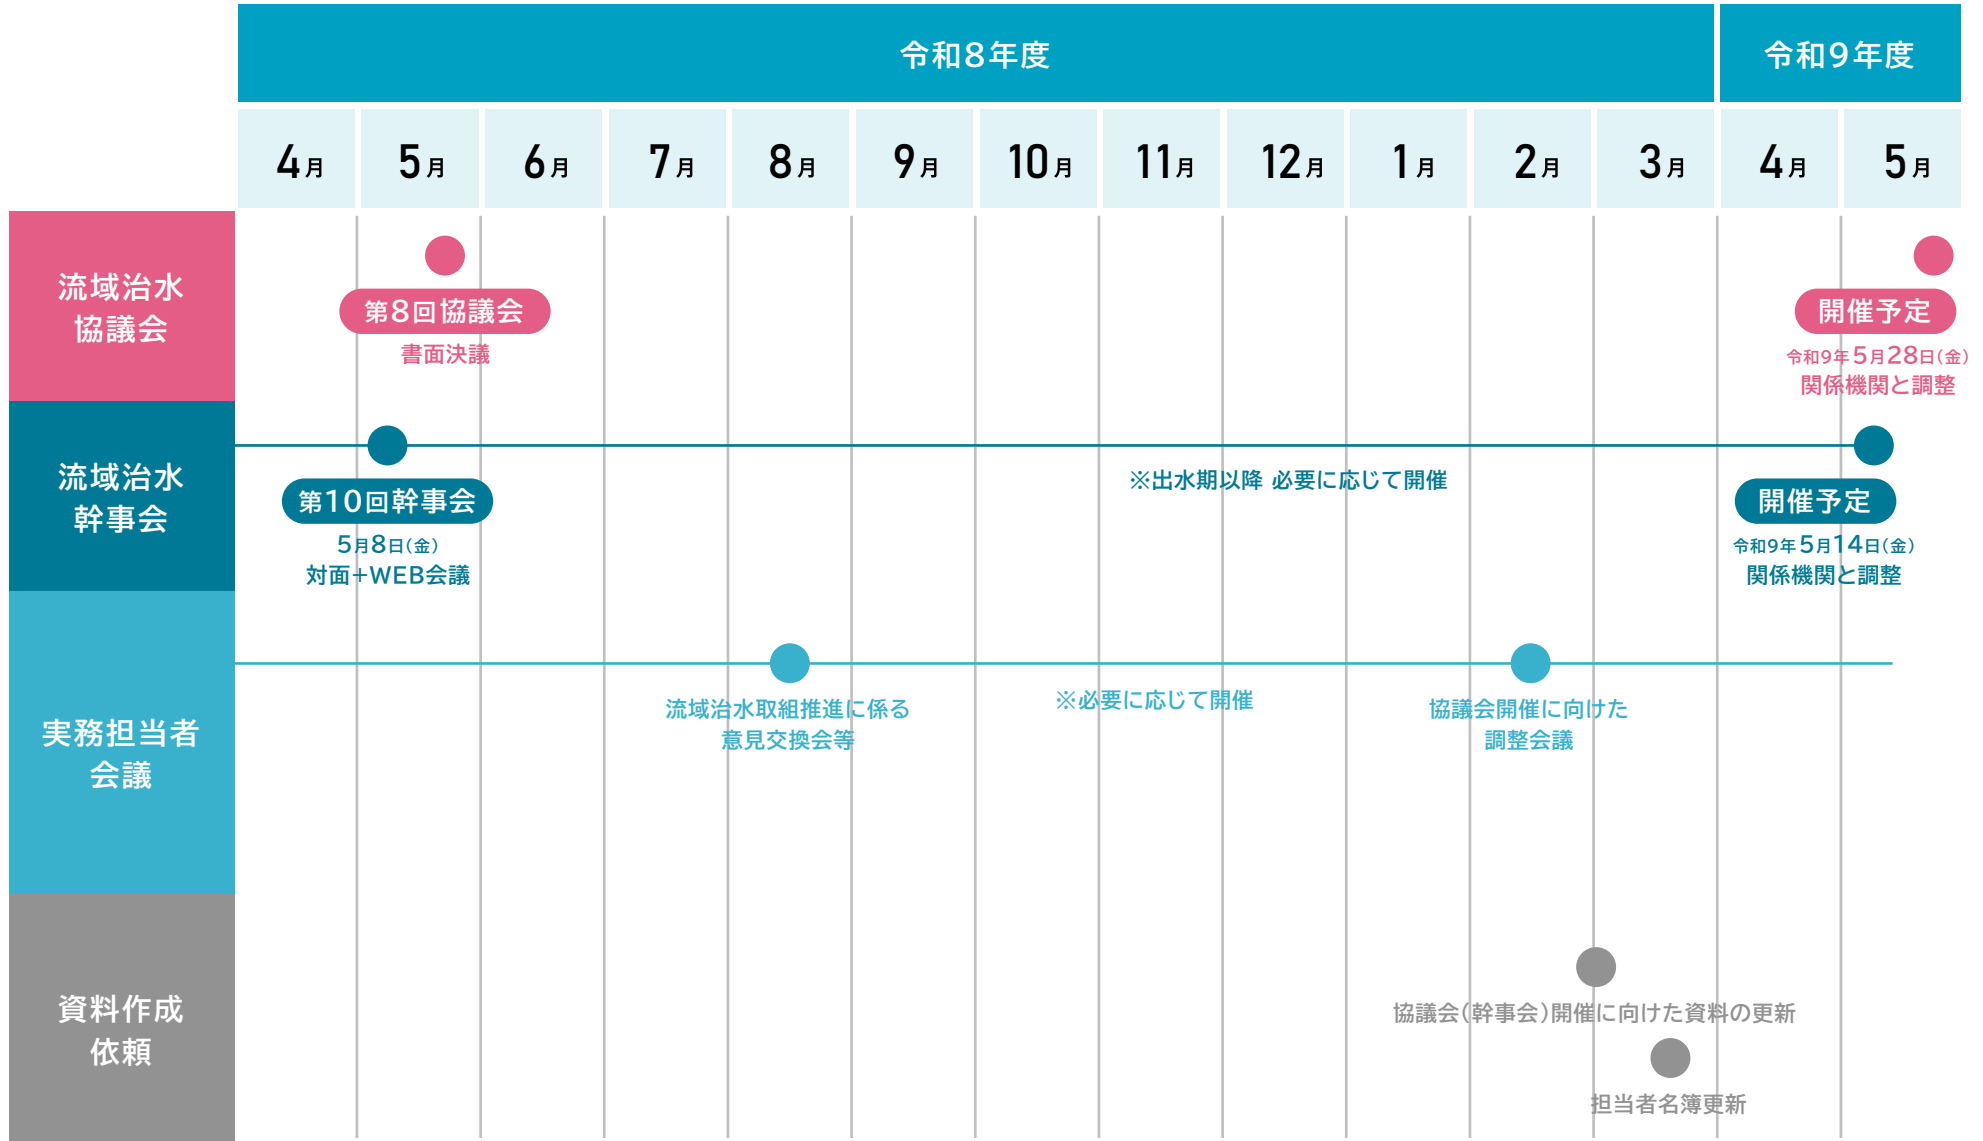 令和8年度
令和9年度
4月 5月 6月 7月 8月 9月 10月 11月 12月 1月 2月 3月 4月 5月
流域治水
協議会
第8回協議会
書面決議
開催予定
令和9年5月28日(金)
関係機関と調整
流域治水
幹事会
第10回幹事会
5月8日(金)
対面+WEB会議
※出水期以降 必要に応じて開催
開催予定
令和9年5月14日(金)
関係機関と調整
実務担当者
会議
流域治水取組推進に係る
意見交換会等
※必要に応じて開催
協議会開催に向けた
調整会議
資料作成
依頼
協議会(幹事会)開催に向けた資料の更新
担当者名簿更新